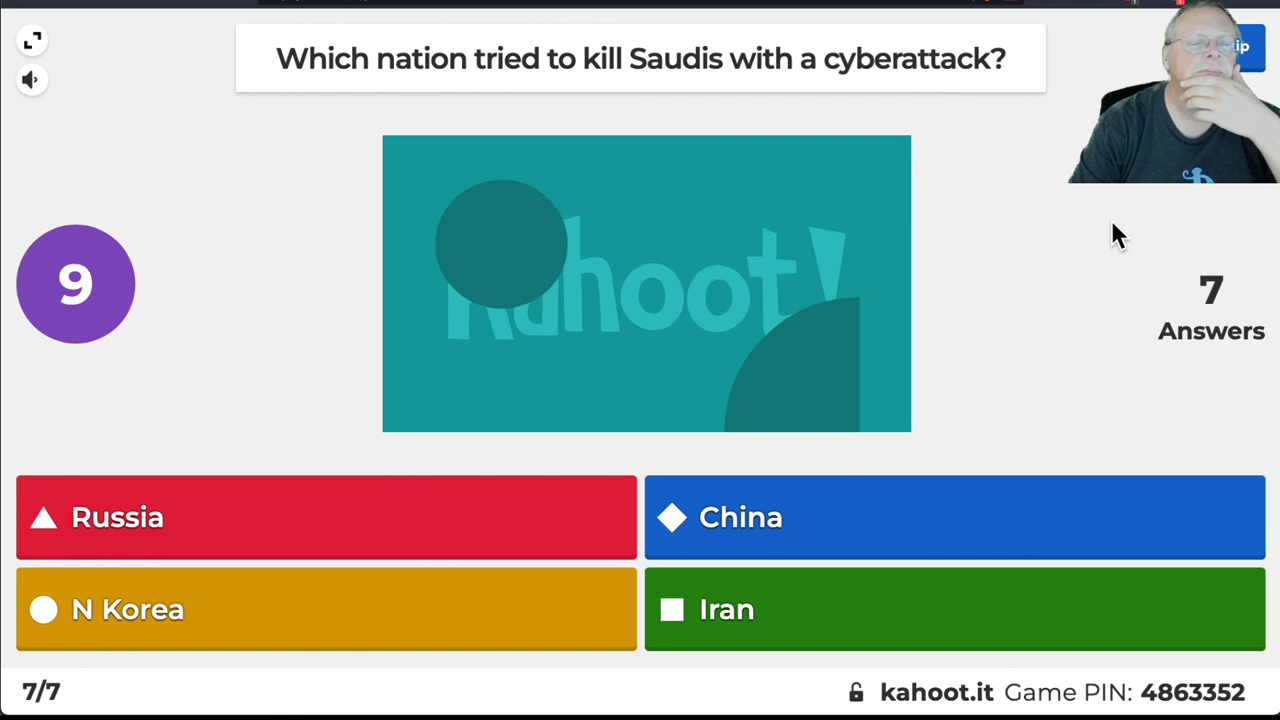 Which nation tried to kill Saudis with a cyberattack?
9
Kahoot!
7
Answers
Russia
China
N Korea
Iran
7/7
kahoot.it Game PIN: 4863352